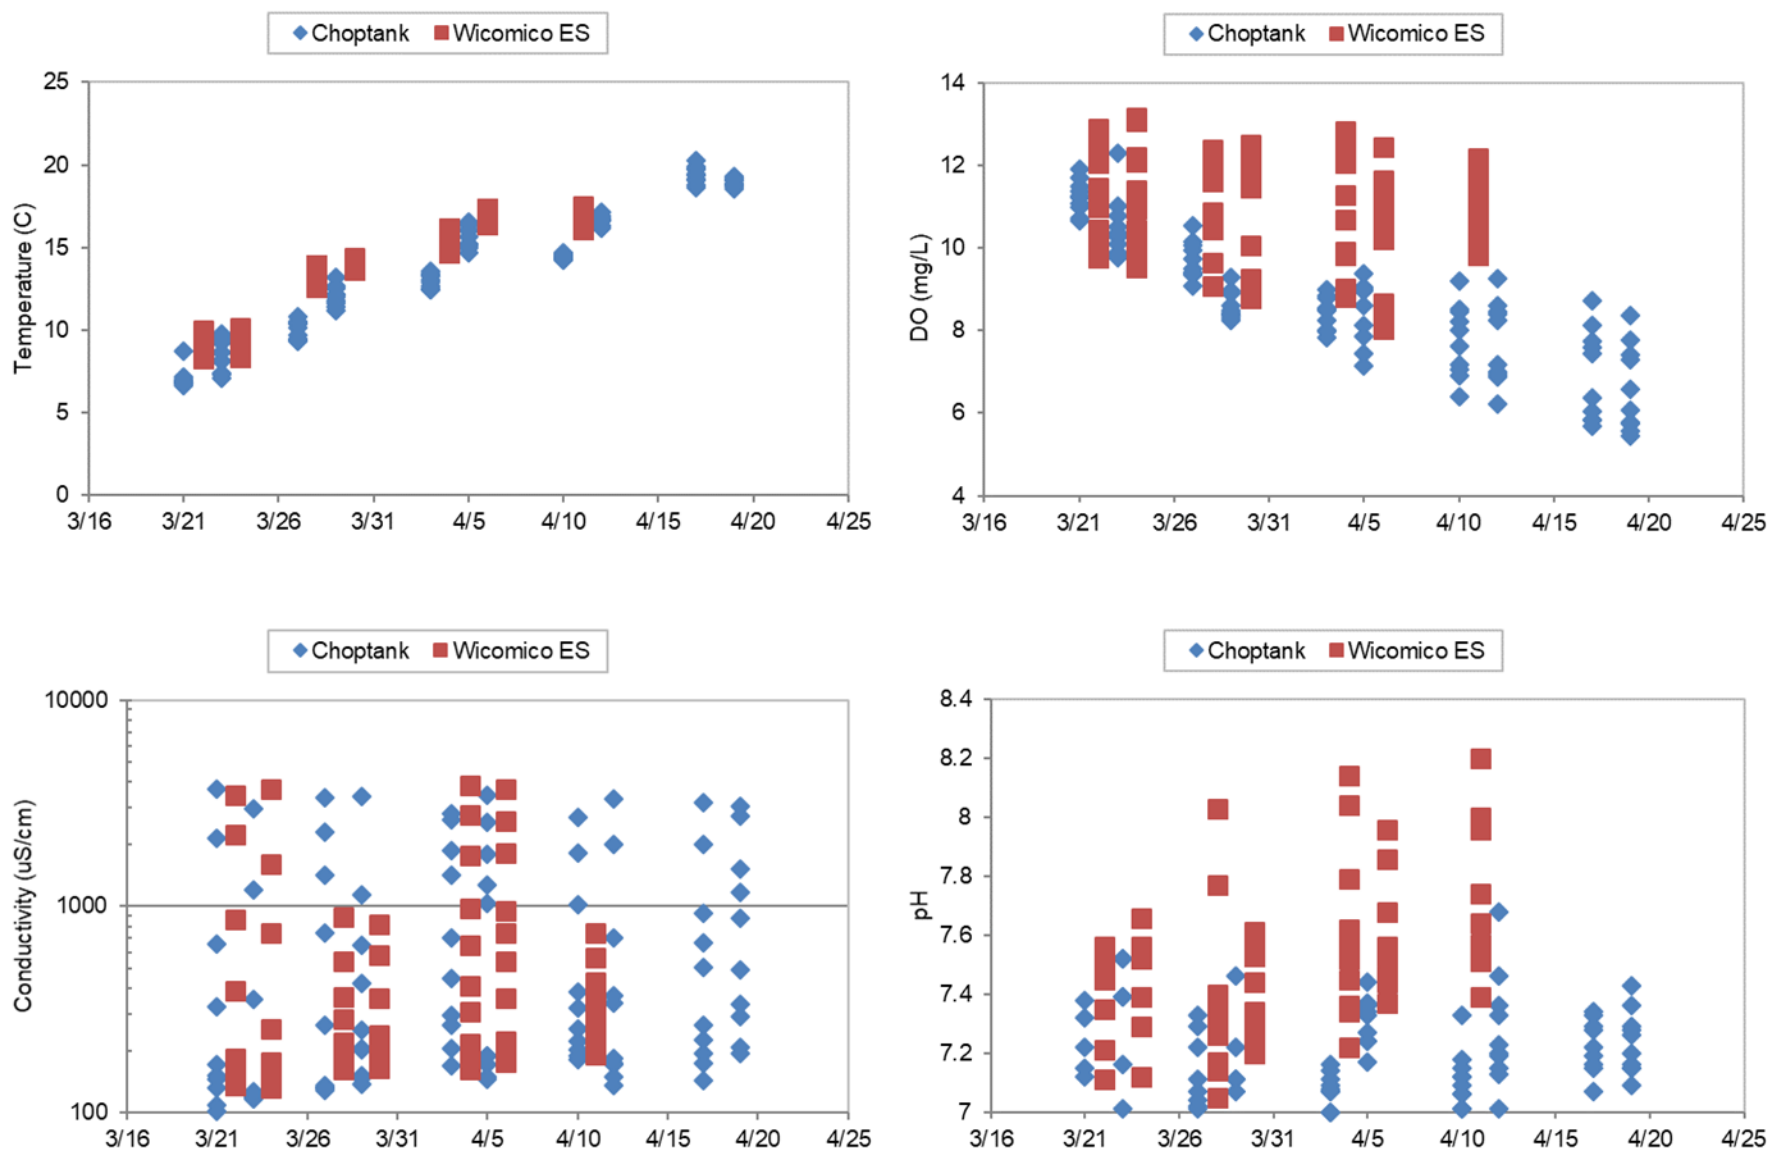 Choptank Wicomico ES
Temperature (C)
25
20
15
10
5
0
3/16 3/21 3/26 3/31 4/5 4/10 4/15 4/20 4/25
Choptank Wicomico ES
DO (mg/L)
14
12
10
8
6
4
3/16 3/21 3/26 3/31 4/5 4/10 4/15 4/20 4/25
Choptank Wicomico ES
Conductivity (uS/cm)
10000
1000
100
3/16 3/21 3/26 3/31 4/5 4/10 4/15 4/20 4/25
Choptank Wicomico ES
pH
8.4
8.2
8
7.8
7.6
7.4
7.2
7
3/16 3/21 3/26 3/31 4/5 4/10 4/15 4/20 4/25